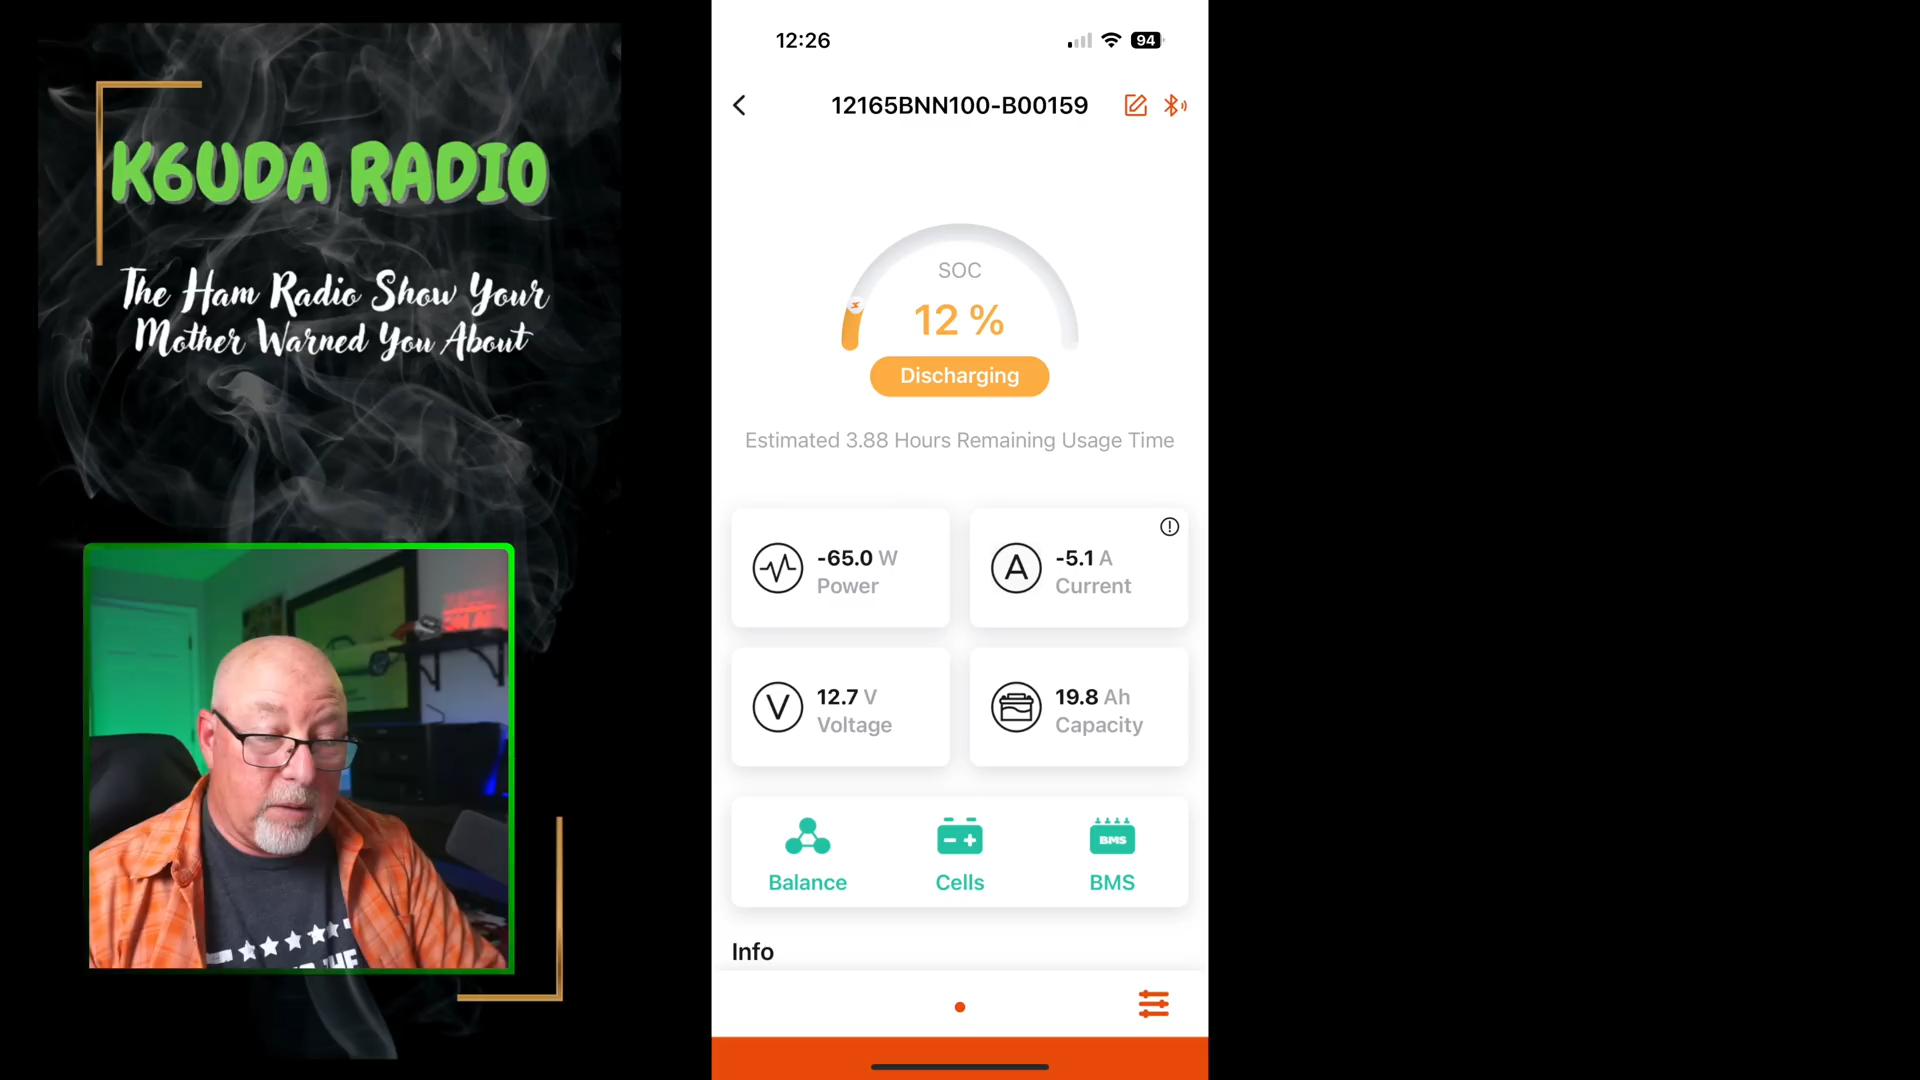 K6UDA RADIO
The Ham Radio Show Your
Mother Warned You About
12:26
94
12165BNN100-B00159
SOC
12 %
Discharging
Estimated 3.88 Hours Remaining Usage Time
-65.0 W
Power
A
-5.1 A
Current
V
12.7 V
Voltage
19.8 Ah
Capacity
BMS
Balance
Cells
BMS
Info
THE